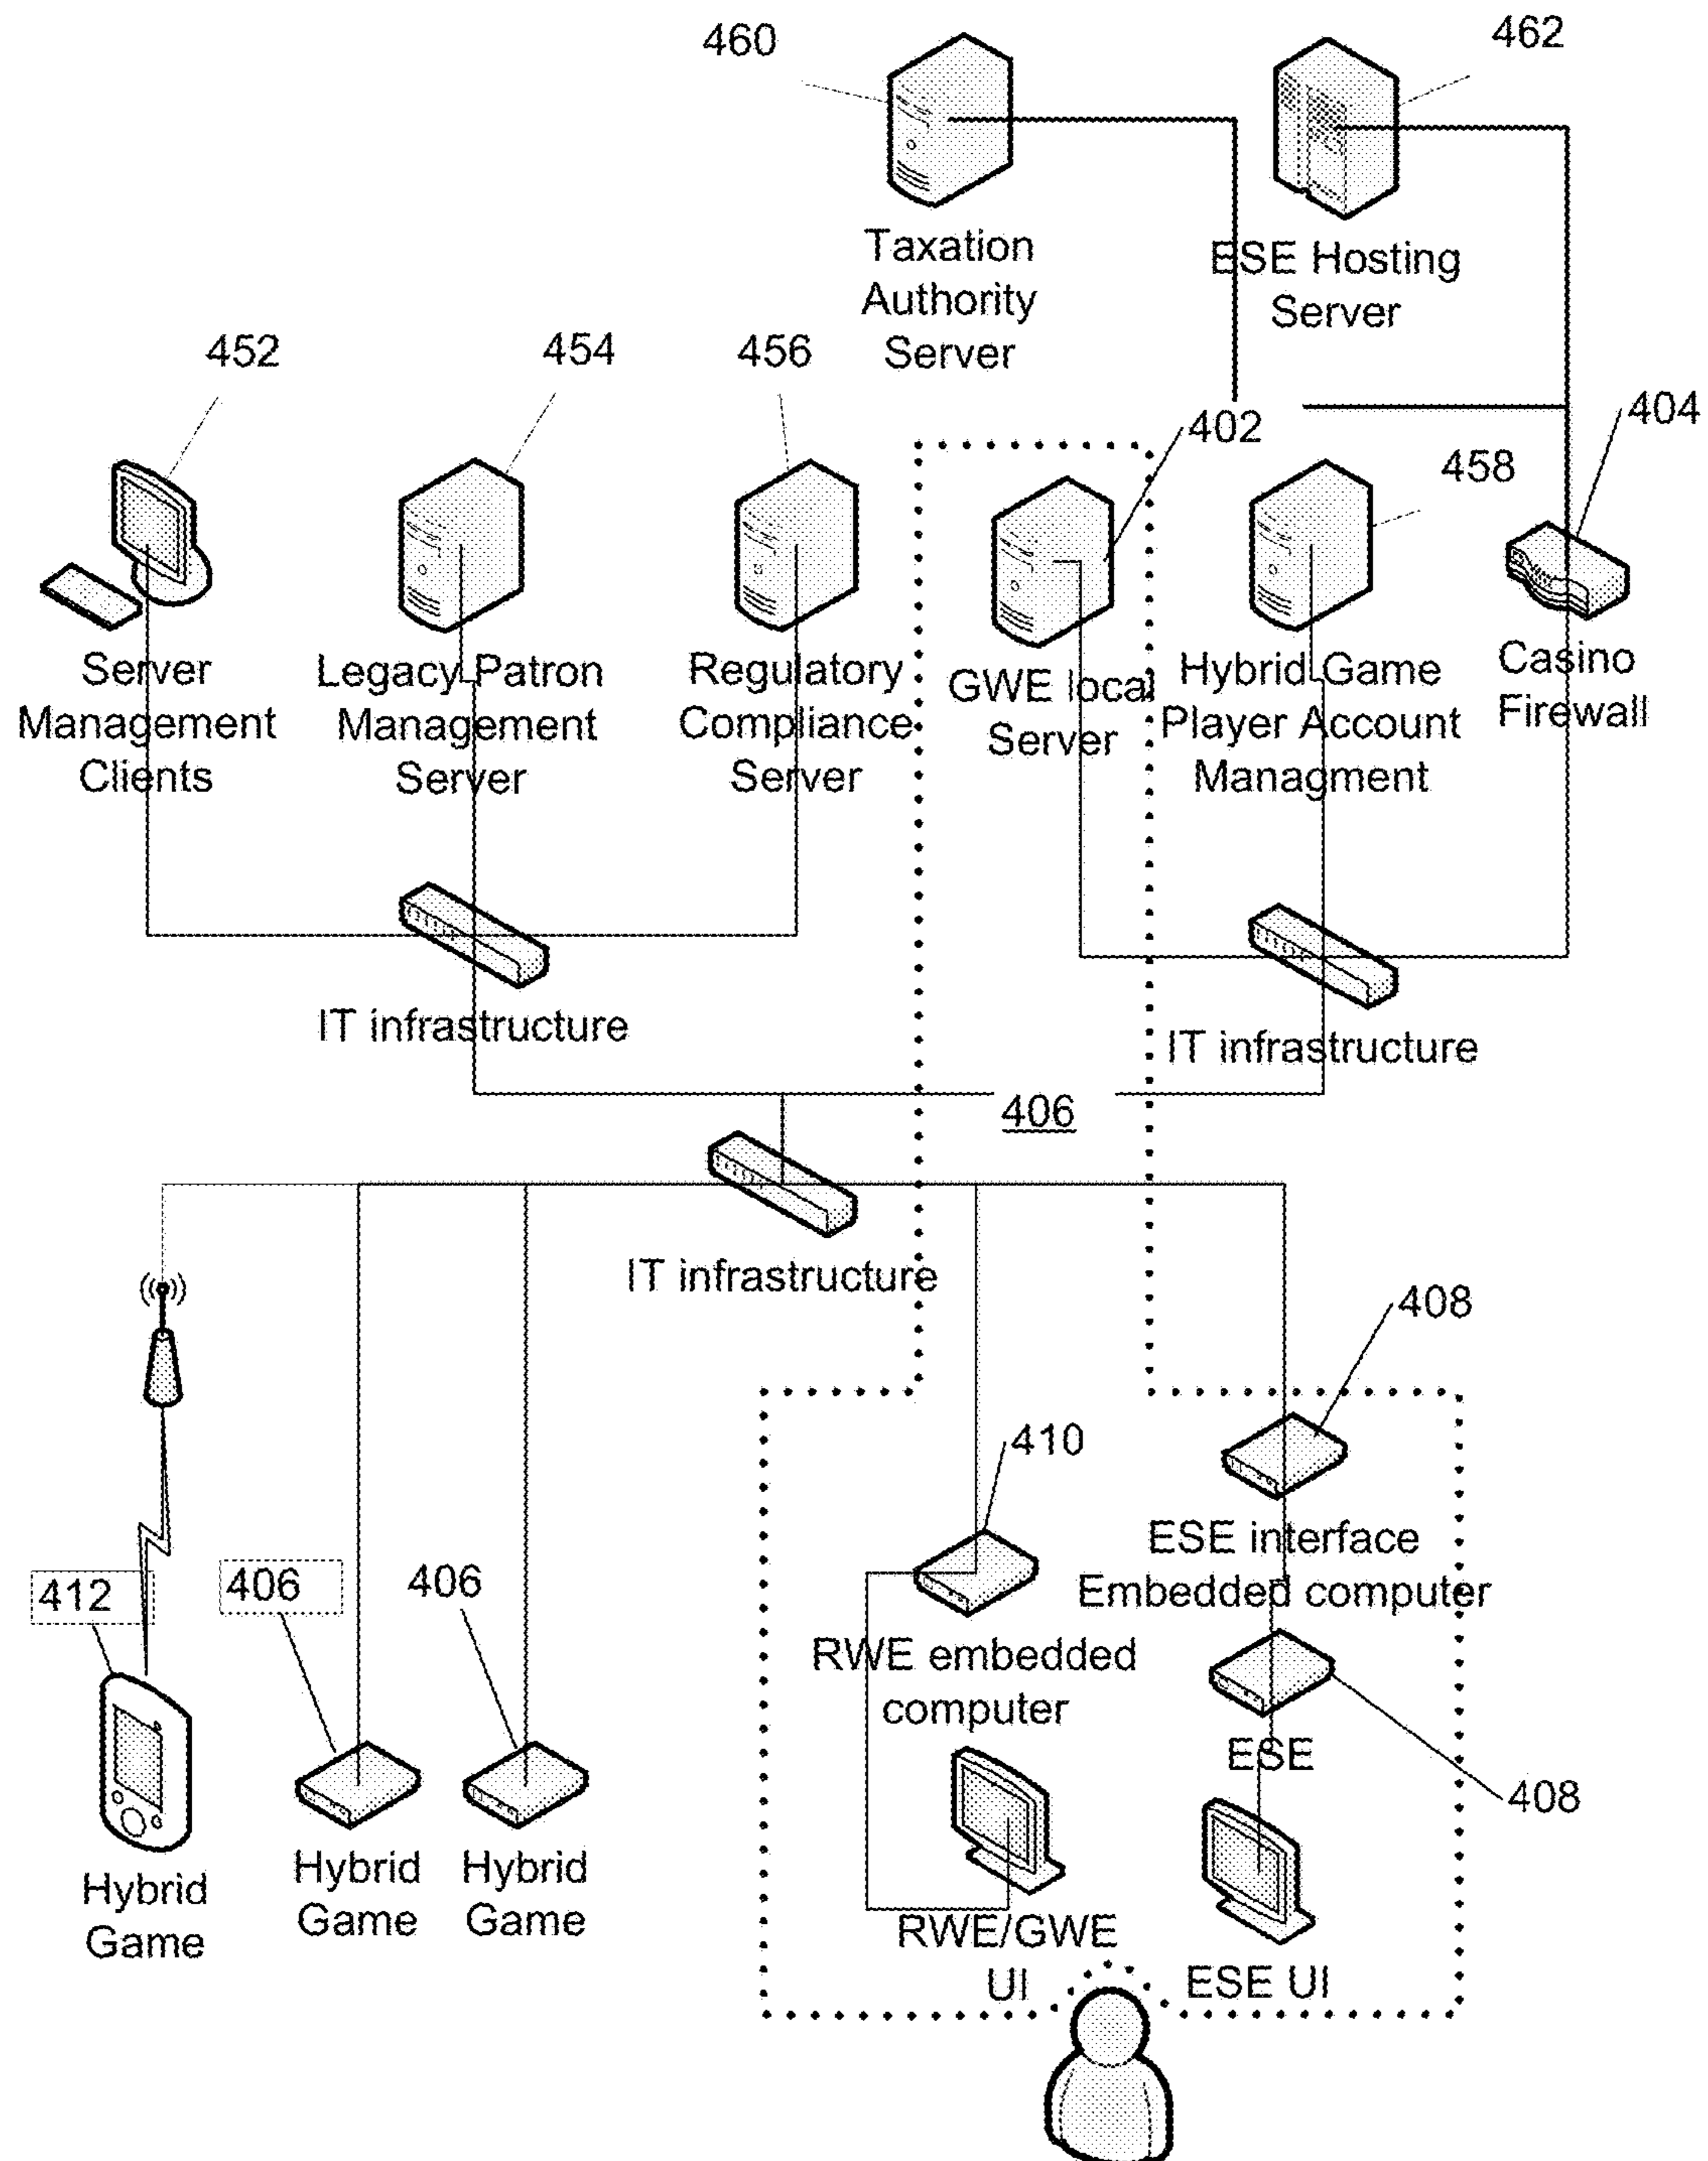 460
462
Taxation
Authority
Server
ESE Hosting
Server
452
454
456
402
404
458
Server
Management
Clients
Legacy Patron
Management
Server
Regulatory
Compliance
Server
GWE local
Server
Hybrid Game
Player Account
Managment
Casino
Firewall
IT infrastructure
IT infrastructure
406
IT infrastructure
408
410
ESE interface
Embedded computer
412
406
406
RWE embedded
computer
ESE
408
Hybrid
Game
Hybrid
Game
Hybrid
Game
RWE/GWE
UI
ESE UI